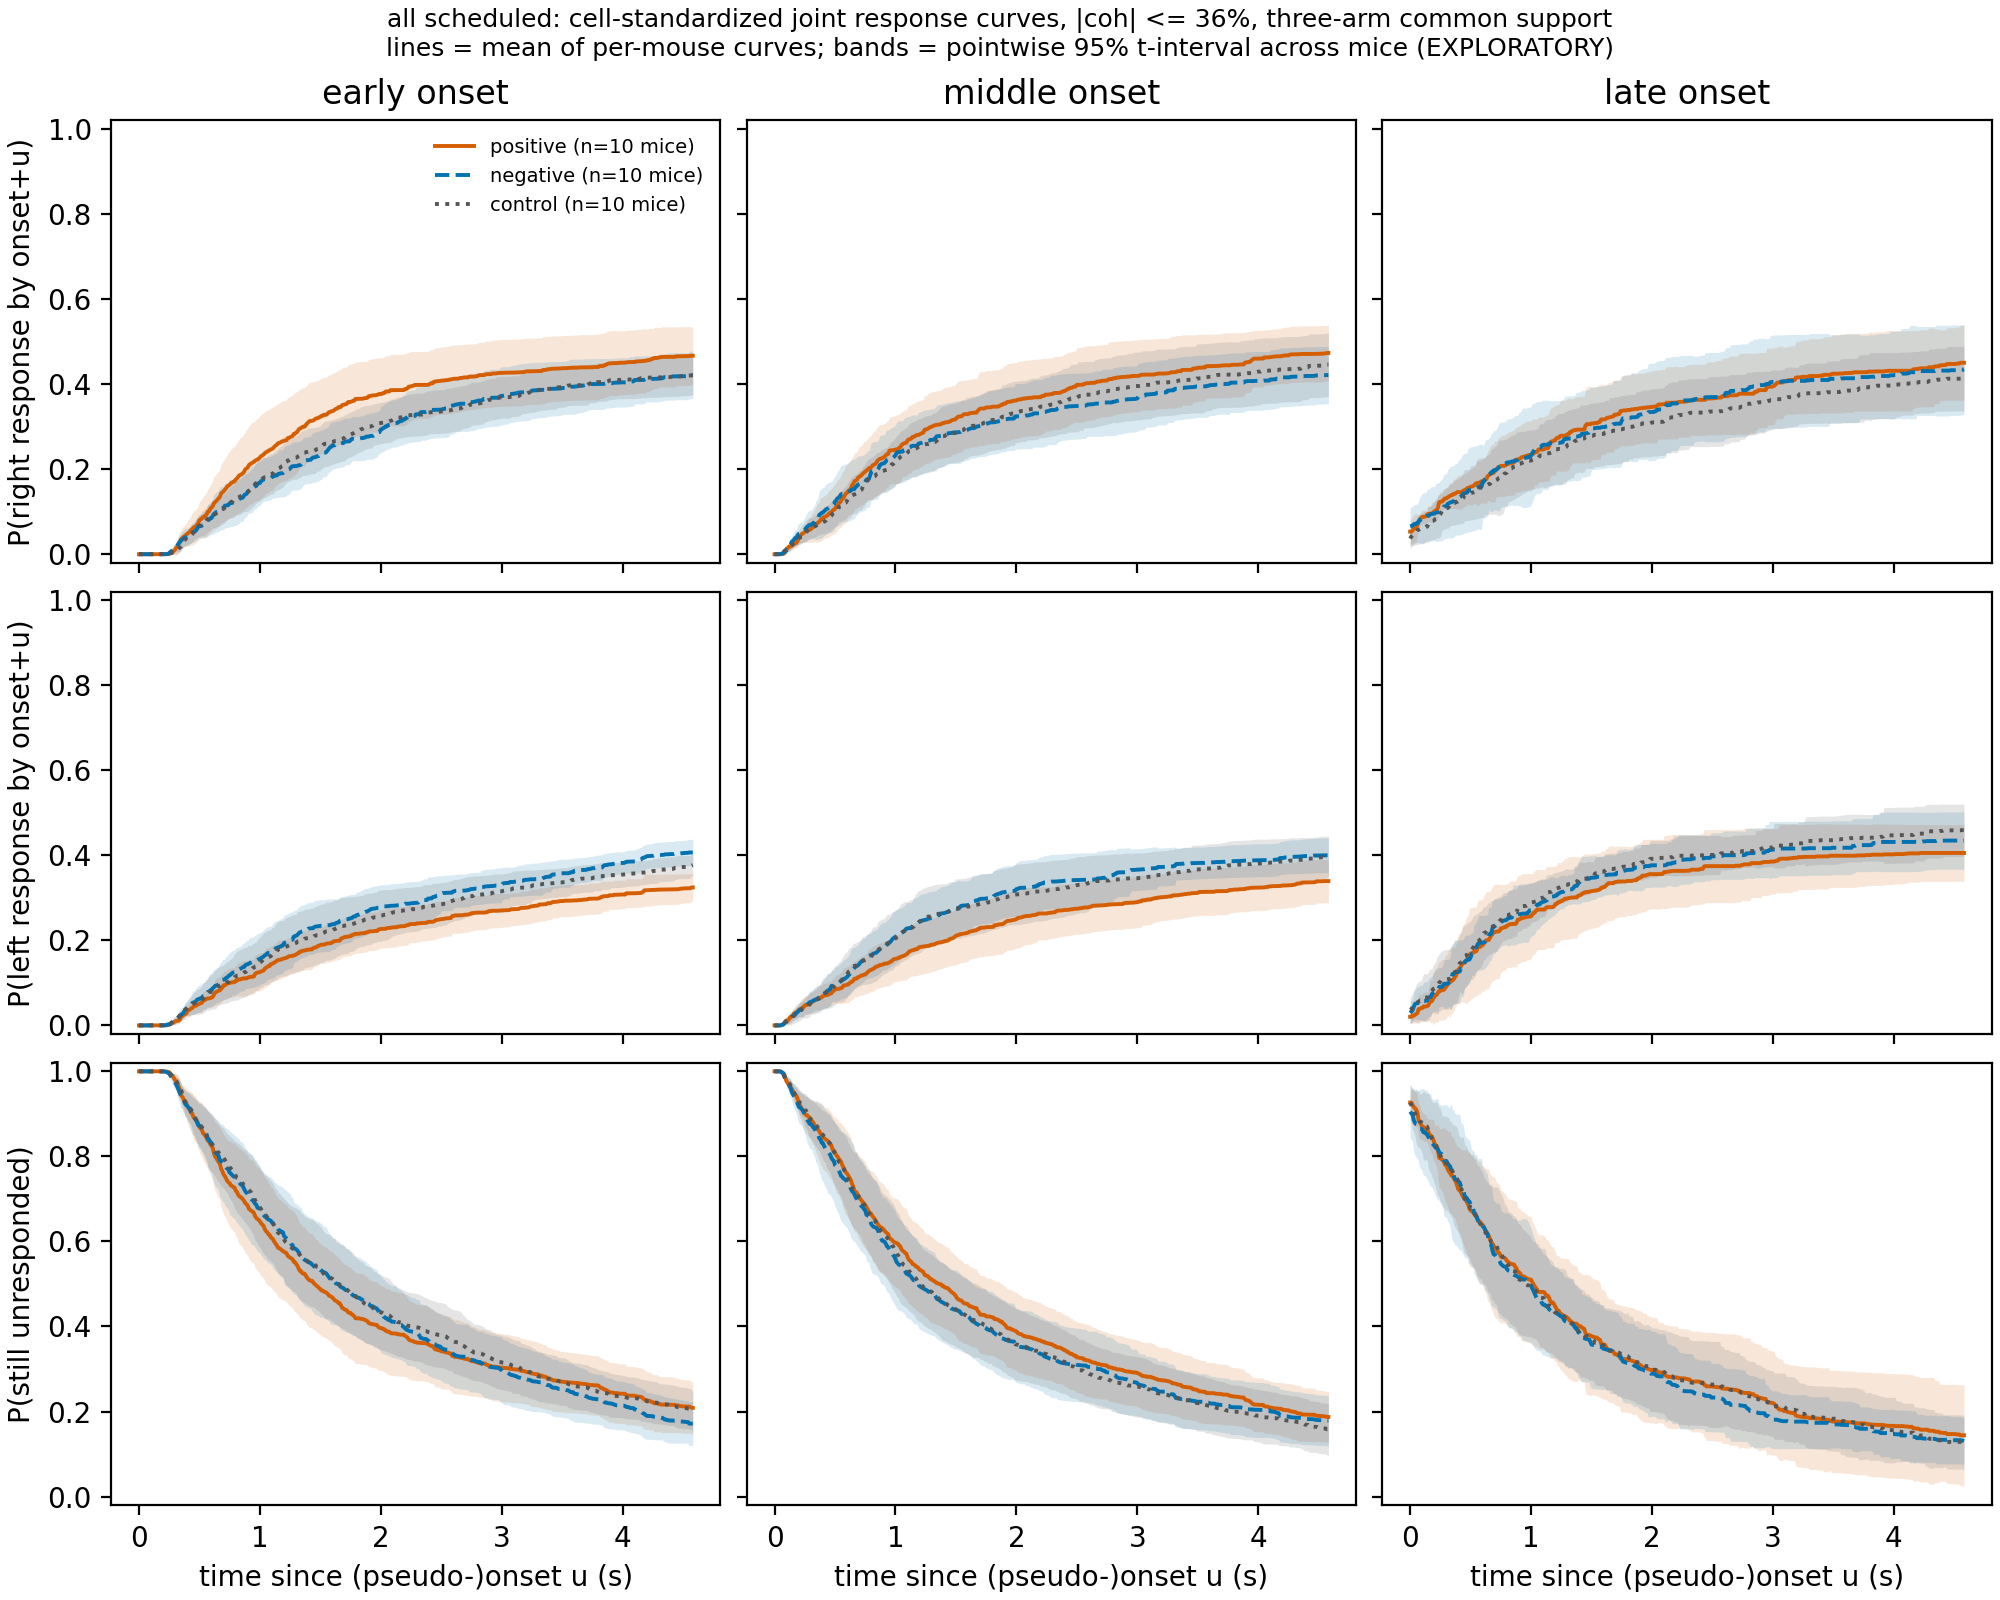 all scheduled: cell-standardized joint response curves, |coh| <= 36%, three-arm common support
lines = mean of per-mouse curves; bands = pointwise 95% t-interval across mice (EXPLORATORY)
early onset
middle onset
late onset
P(right response by onset+u)
1.0
0.8
0.6
0.4
0.2
0.0
positive (n=10 mice)
negative (n=10 mice)
control (n=10 mice)
P(left response by onset+u)
1.0
0.8
0.6
0.4
0.2
0.0
P(still unresponded)
1.0
0.8
0.6
0.4
0.2
0.0
0 1 2 3 4
0 1 2 3 4
0 1 2 3 4
time since (pseudo-)onset u (s)
time since (pseudo-)onset u (s)
time since (pseudo-)onset u (s)